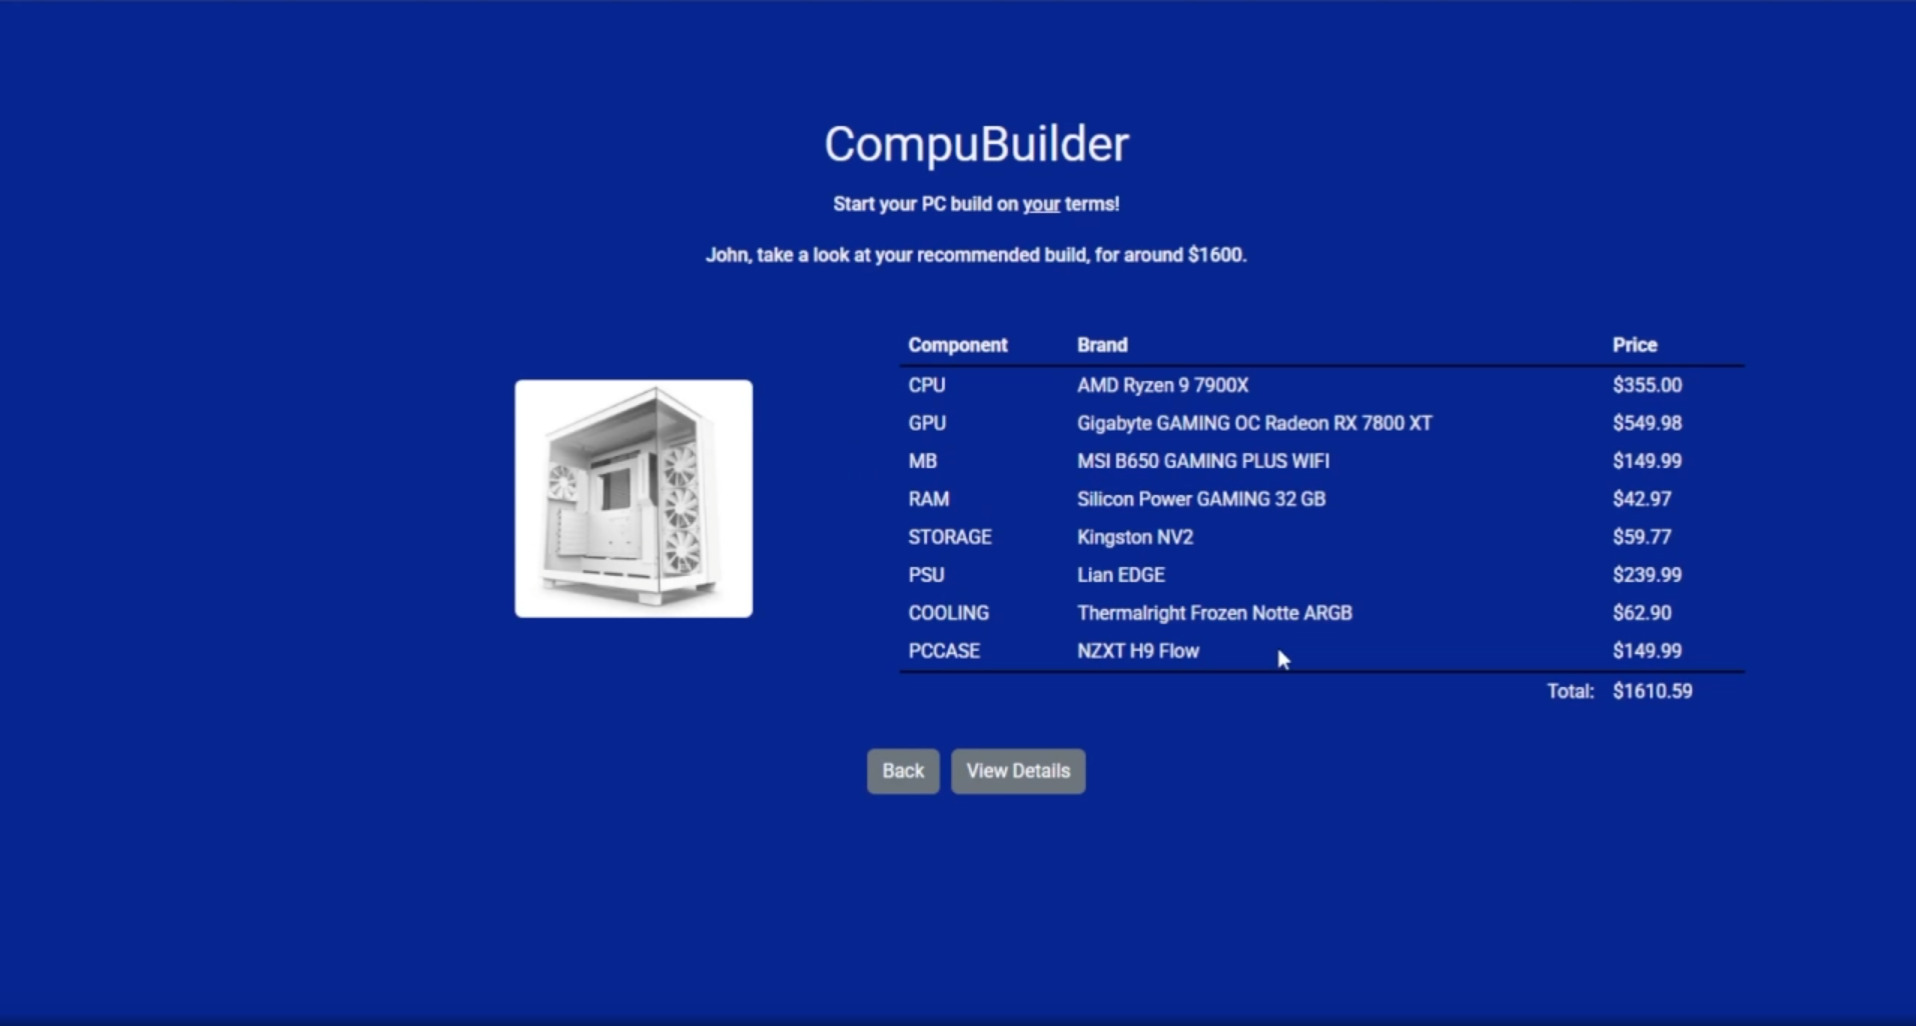 CompuBuilder
Start your PC build on your terms!
John, take a look at your recommended build, for around $1600.
Component Brand Price
CPU AMD Ryzen 9 7900X $355.00
GPU Gigabyte GAMING OC Radeon RX 7800 XT $549.98
MB MSI B650 GAMING PLUS WIFI $149.99
RAM Silicon Power GAMING 32 GB $42.97
STORAGE Kingston NV2 $59.77
PSU Lian EDGE $239.99
COOLING Thermalright Frozen Notte ARGB $62.90
PCCASE NZXT H9 Flow $149.99
Total: $1610.59
Back View Details